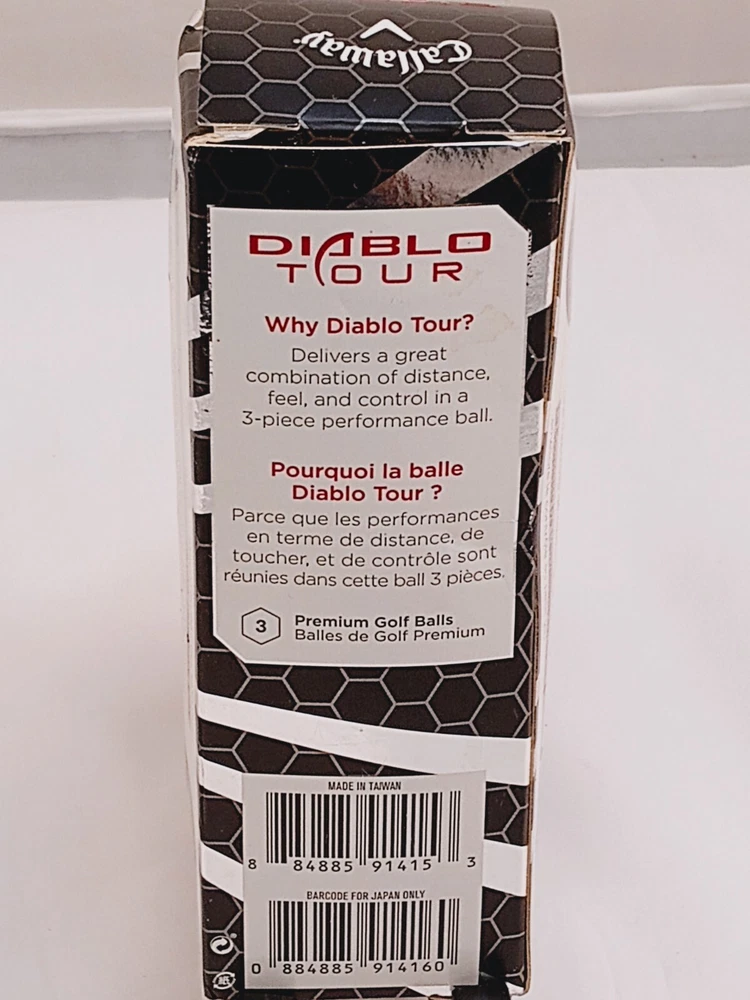 Callaway
DIABLO
TOUR
Why Diablo Tour?
Delivers a great
combination of distance,
feel, and control in a
3-piece performance ball.
Pourquoi la balle
Diablo Tour ?
Parce que les performances
en terme de distance, de
toucher, et de contrôle sont
réunies dans cette ball 3 pièces.
3 Premium Golf Balls
Balles de Golf Premium
MADE IN TAIWAN
8 84885 91415 3
BARCODE FOR JAPAN ONLY
0 884885 914160